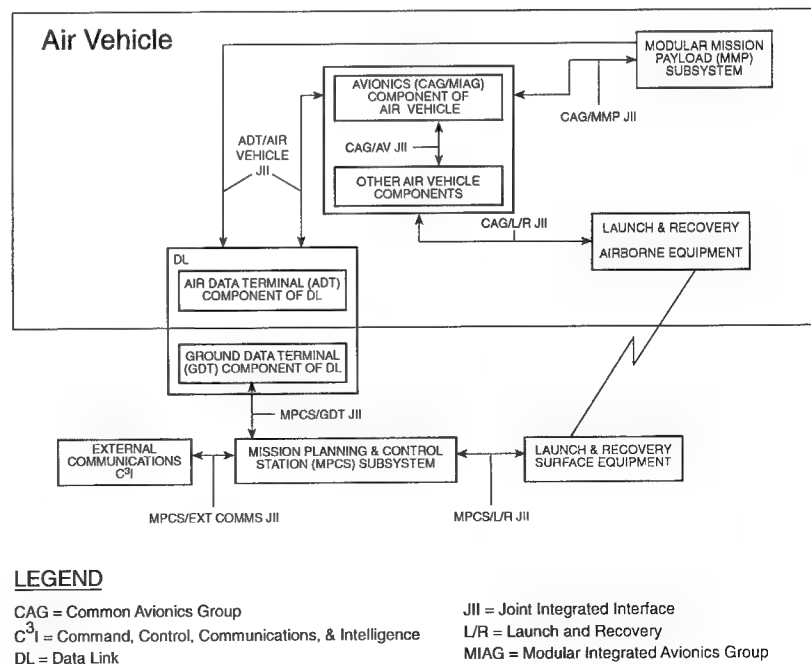 Air Vehicle
MODULAR MISSION
PAYLOAD (MMP)
SUBSYSTEM
AVIONICS (CAG/MIAG)
COMPONENT OF
AIR VEHICLE
CAG/MMP JII
ADT/AIR
VEHICLE
JII
CAG/AV JII
OTHER AIR VEHICLE
COMPONENTS
CAG/L/R JII
LAUNCH & RECOVERY
AIRBORNE EQUIPMENT
DL
AIR DATA TERMINAL (ADT)
COMPONENT OF DL
GROUND DATA TERMINAL
(GDT) COMPONENT OF DL
MPCS/GDT JII
EXTERNAL
COMMUNICATIONS
C³I
MISSION PLANNING & CONTROL
STATION (MPCS) SUBSYSTEM
LAUNCH & RECOVERY
SURFACE EQUIPMENT
MPCS/EXT COMMS JII
MPCS/L/R JII
LEGEND
CAG = Common Avionics Group
C³I = Command, Control, Communications, & Intelligence
DL = Data Link
JII = Joint Integrated Interface
L/R = Launch and Recovery
MIAG = Modular Integrated Avionics Group